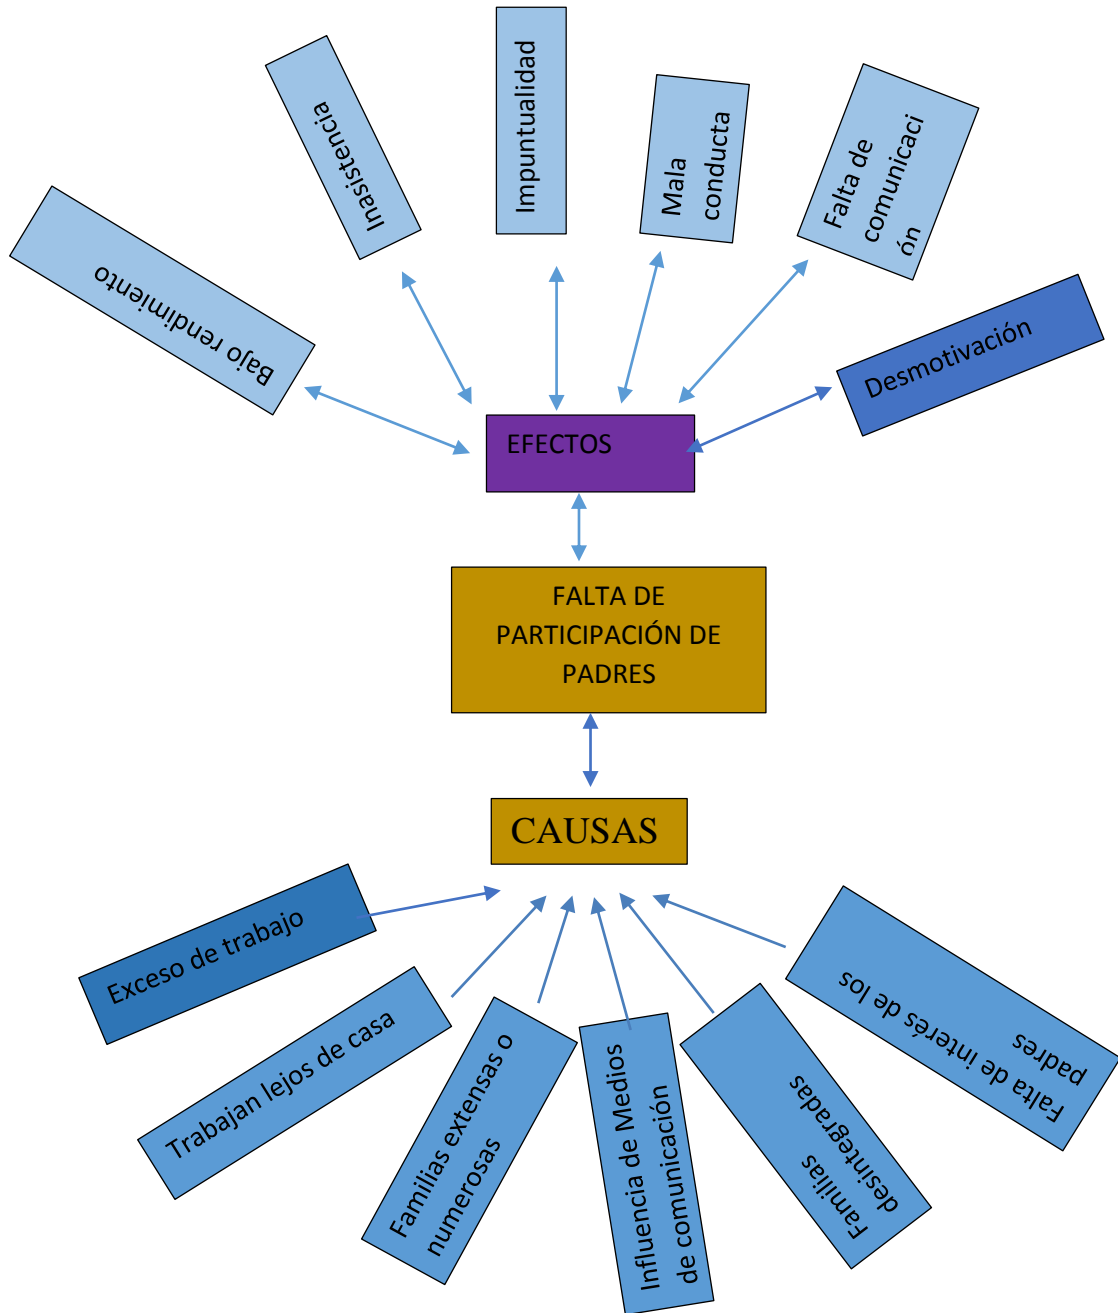 Bajo rendimiento
Inasistencia
Impuntualidad
Mala
conducta
Falta de
comunicaci
ón
Desmotivación
EFECTOS
FALTA DE
PARTICIPACIÓN DE
PADRES
CAUSAS
Exceso de trabajo
Trabajan lejos de casa
Familias extensas o
numerosas
Influencia de Medios
de comunicación
Familias
desintegradas
Falta de interés de los
padres